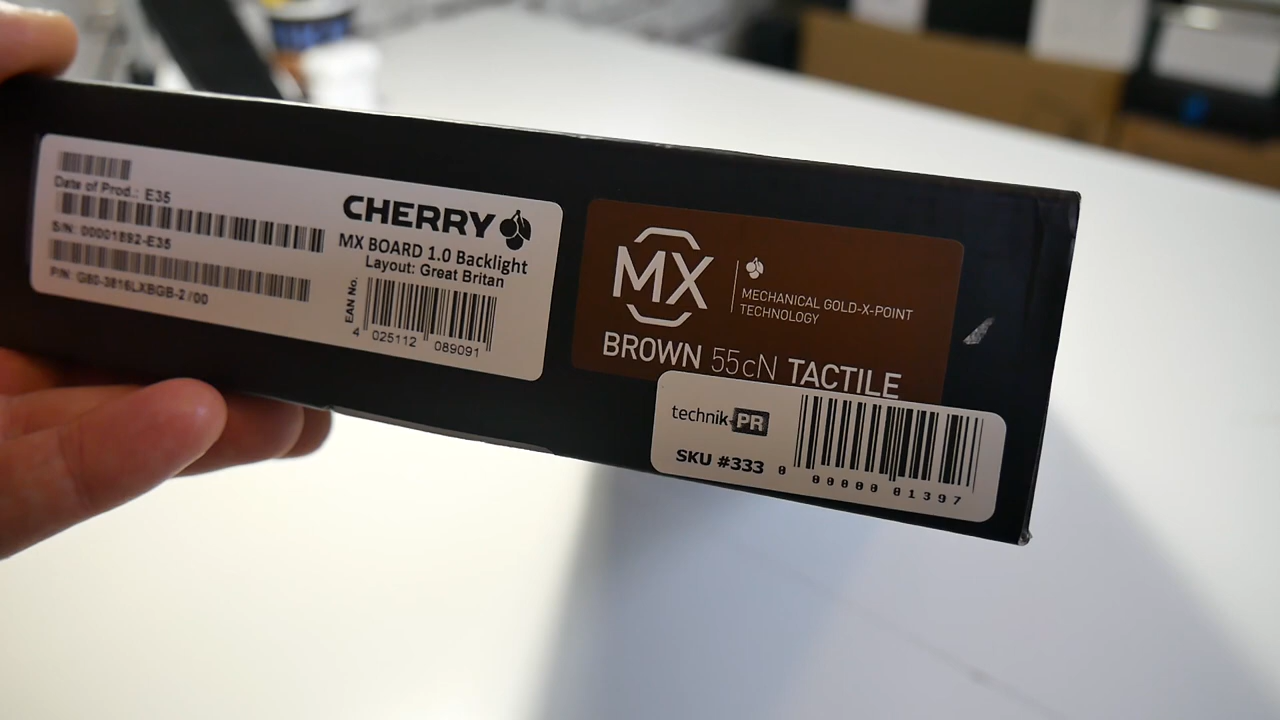 Date of Prod.: E35
S/N: 00001892-E35
P/N: G80-3816LXBGB-2 / 00
CHERRY
MX BOARD 1.0 Backlight
Layout: Great Britan
EAN No.
4 025112 089091
MX
MECHANICAL GOLD-X-POINT
TECHNOLOGY
BROWN 55cN TACTILE
technik PR
SKU #333
0 00000 01397